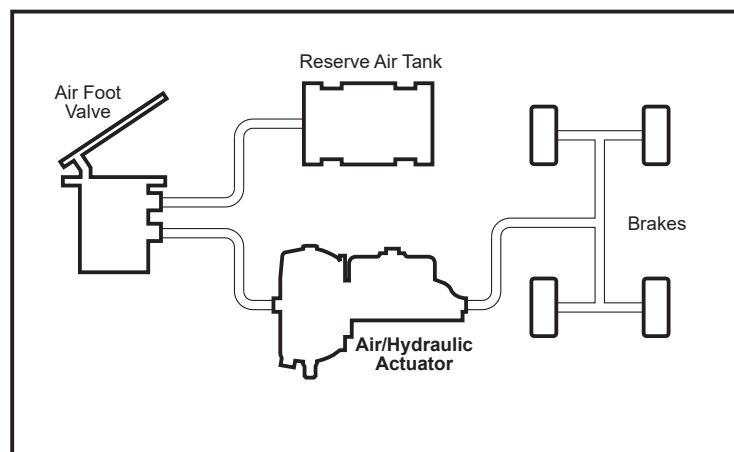 Reserve Air Tank
Air Foot
Valve
Brakes
Air/Hydraulic
Actuator